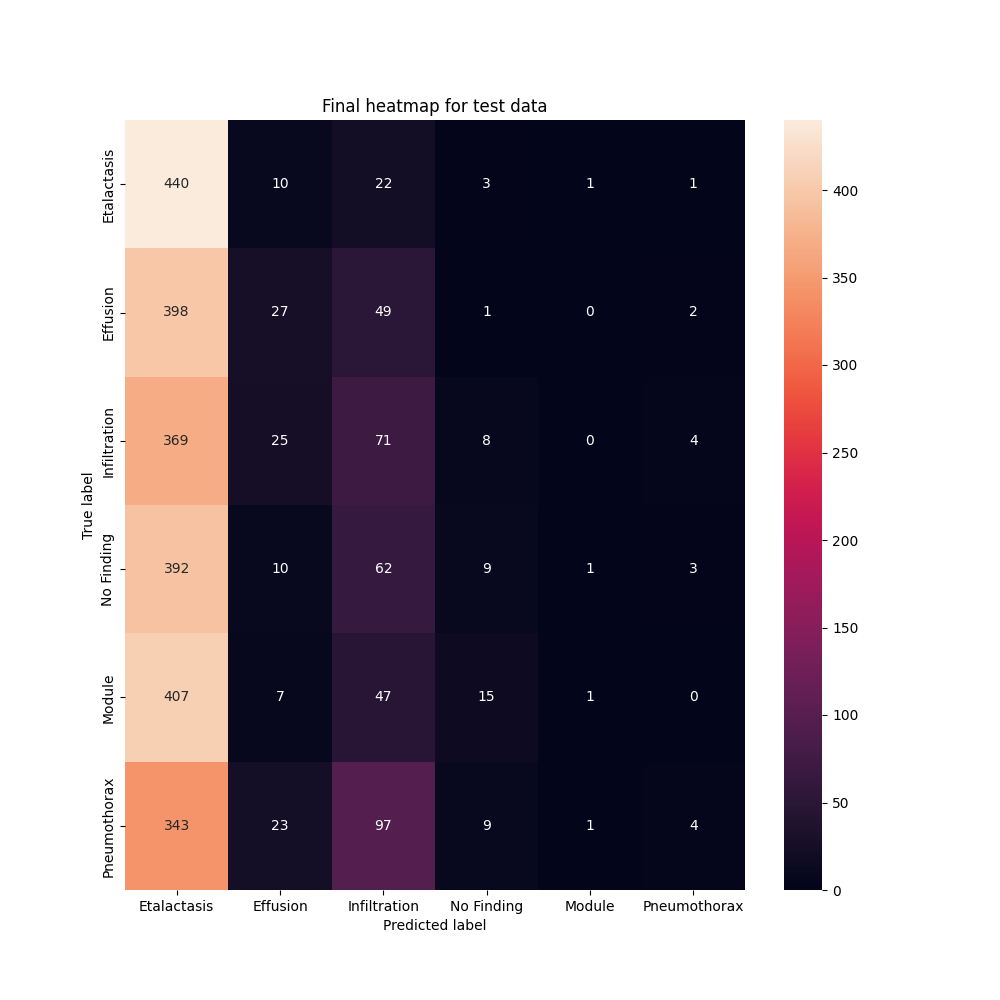 Final heatmap for test data
True label
Etalactasis 440 10 22 3 1 1
Effusion 398 27 49 1 0 2
Infiltration 369 25 71 8 0 4
No Finding 392 10 62 9 1 3
Module 407 7 47 15 1 0
Pneumothorax 343 23 97 9 1 4
Etalactasis Effusion Infiltration No Finding Module Pneumothorax
Predicted label
400
350
300
250
200
150
100
50
0